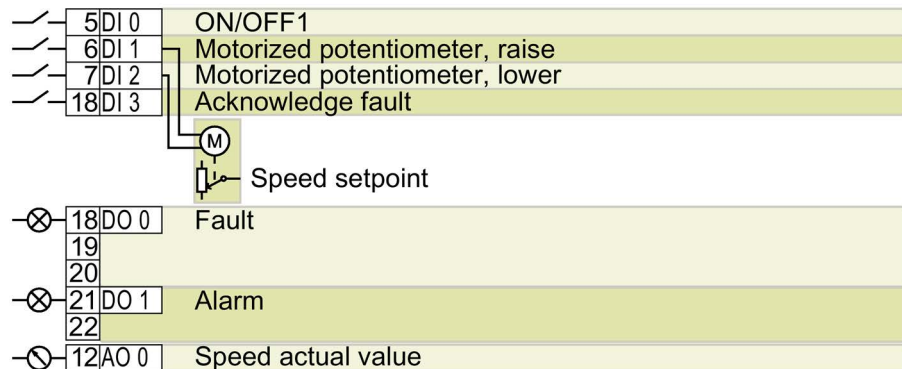 5 DI 0 ON/OFF1
6 DI 1 Motorized potentiometer, raise
7 DI 2 Motorized potentiometer, lower
18 DI 3 Acknowledge fault
M
Speed setpoint
18 DO 0 Fault
19
20
21 DO 1 Alarm
22
12 AO 0 Speed actual value